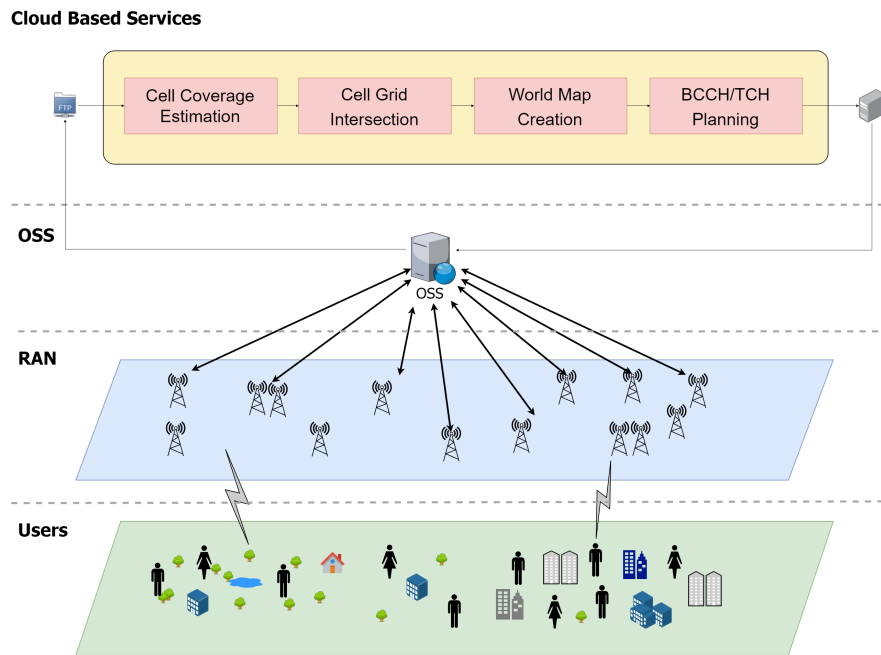 Cloud Based Services
FTP
Cell Coverage
Estimation
Cell Grid
Intersection
World Map
Creation
BCCH/TCH
Planning
OSS
OSS
RAN
Users